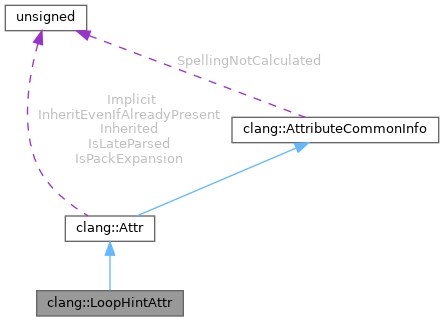 unsigned
SpellingNotCalculated
Implicit
InheritEvenIfAlreadyPresent
Inherited
IsLateParsed
IsPackExpansion
clang::AttributeCommonInfo
clang::Attr
clang::LoopHintAttr